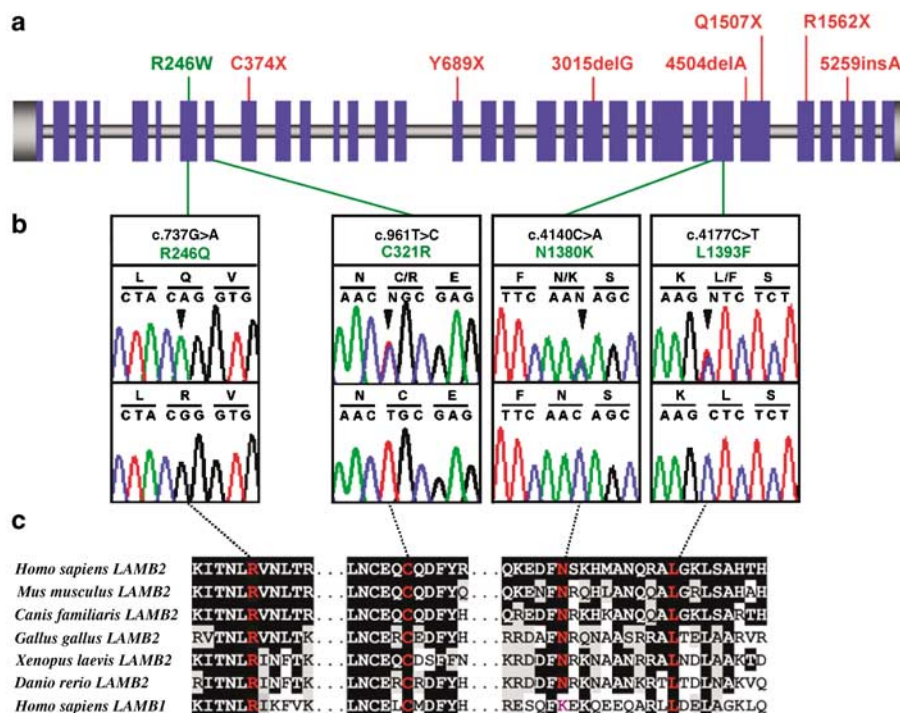 a
Q1507X R1562X
R246W C374X Y689X 3015delG 4504delA 5259insA
b
c.737G>A c.961T>C c.4140C>A c.4177C>T
R246Q C321R N1380K L1393F
L Q V N C/R E F N/K S K L/F S
CTA CAG GTG AAC NGC GAG TTC AAN AGC AAG NTC TCT
L R V N C E F N S K L S
CTA CGG GTG AAC TGC GAG TTC AAC AGC AAG CTC TCT
c
Homo sapiens LAMB2 KITNLRVNLTR...LNCEQCQDFYR...QKEDFNSKHMANQRALGKLSAHTH
Mus musculus LAMB2 KITNLRVNLTR...LNCEQCQDFYQ...QKENFNRQHLANQQALGRLSAHAH
Canis familiaris LAMB2 KITNLRVNLTR...LNCEQCQDFYH...QREDFNRKHKANQQALGKLSARTH
Gallus gallus LAMB2 RVTNLRVNLTK...LNCERCEDFYH...RRDAFNRQNAASRRALTELAARVR
Xenopus laevis LAMB2 KITNLRINFTK...LNCEQCDSFFN...KRDDFNRKNAANRRALNDLAAKTD
Danio rerio LAMB2 KITNLRINFTK...LNCERCEDFYH...KRDDFNRKNAANKRTLTDLNAKVQ
Homo sapiens LAMB1 KITNLRIKFVK...LNCELCMDFYH...RESQFKEKQEEQARLLDELAGKLQ